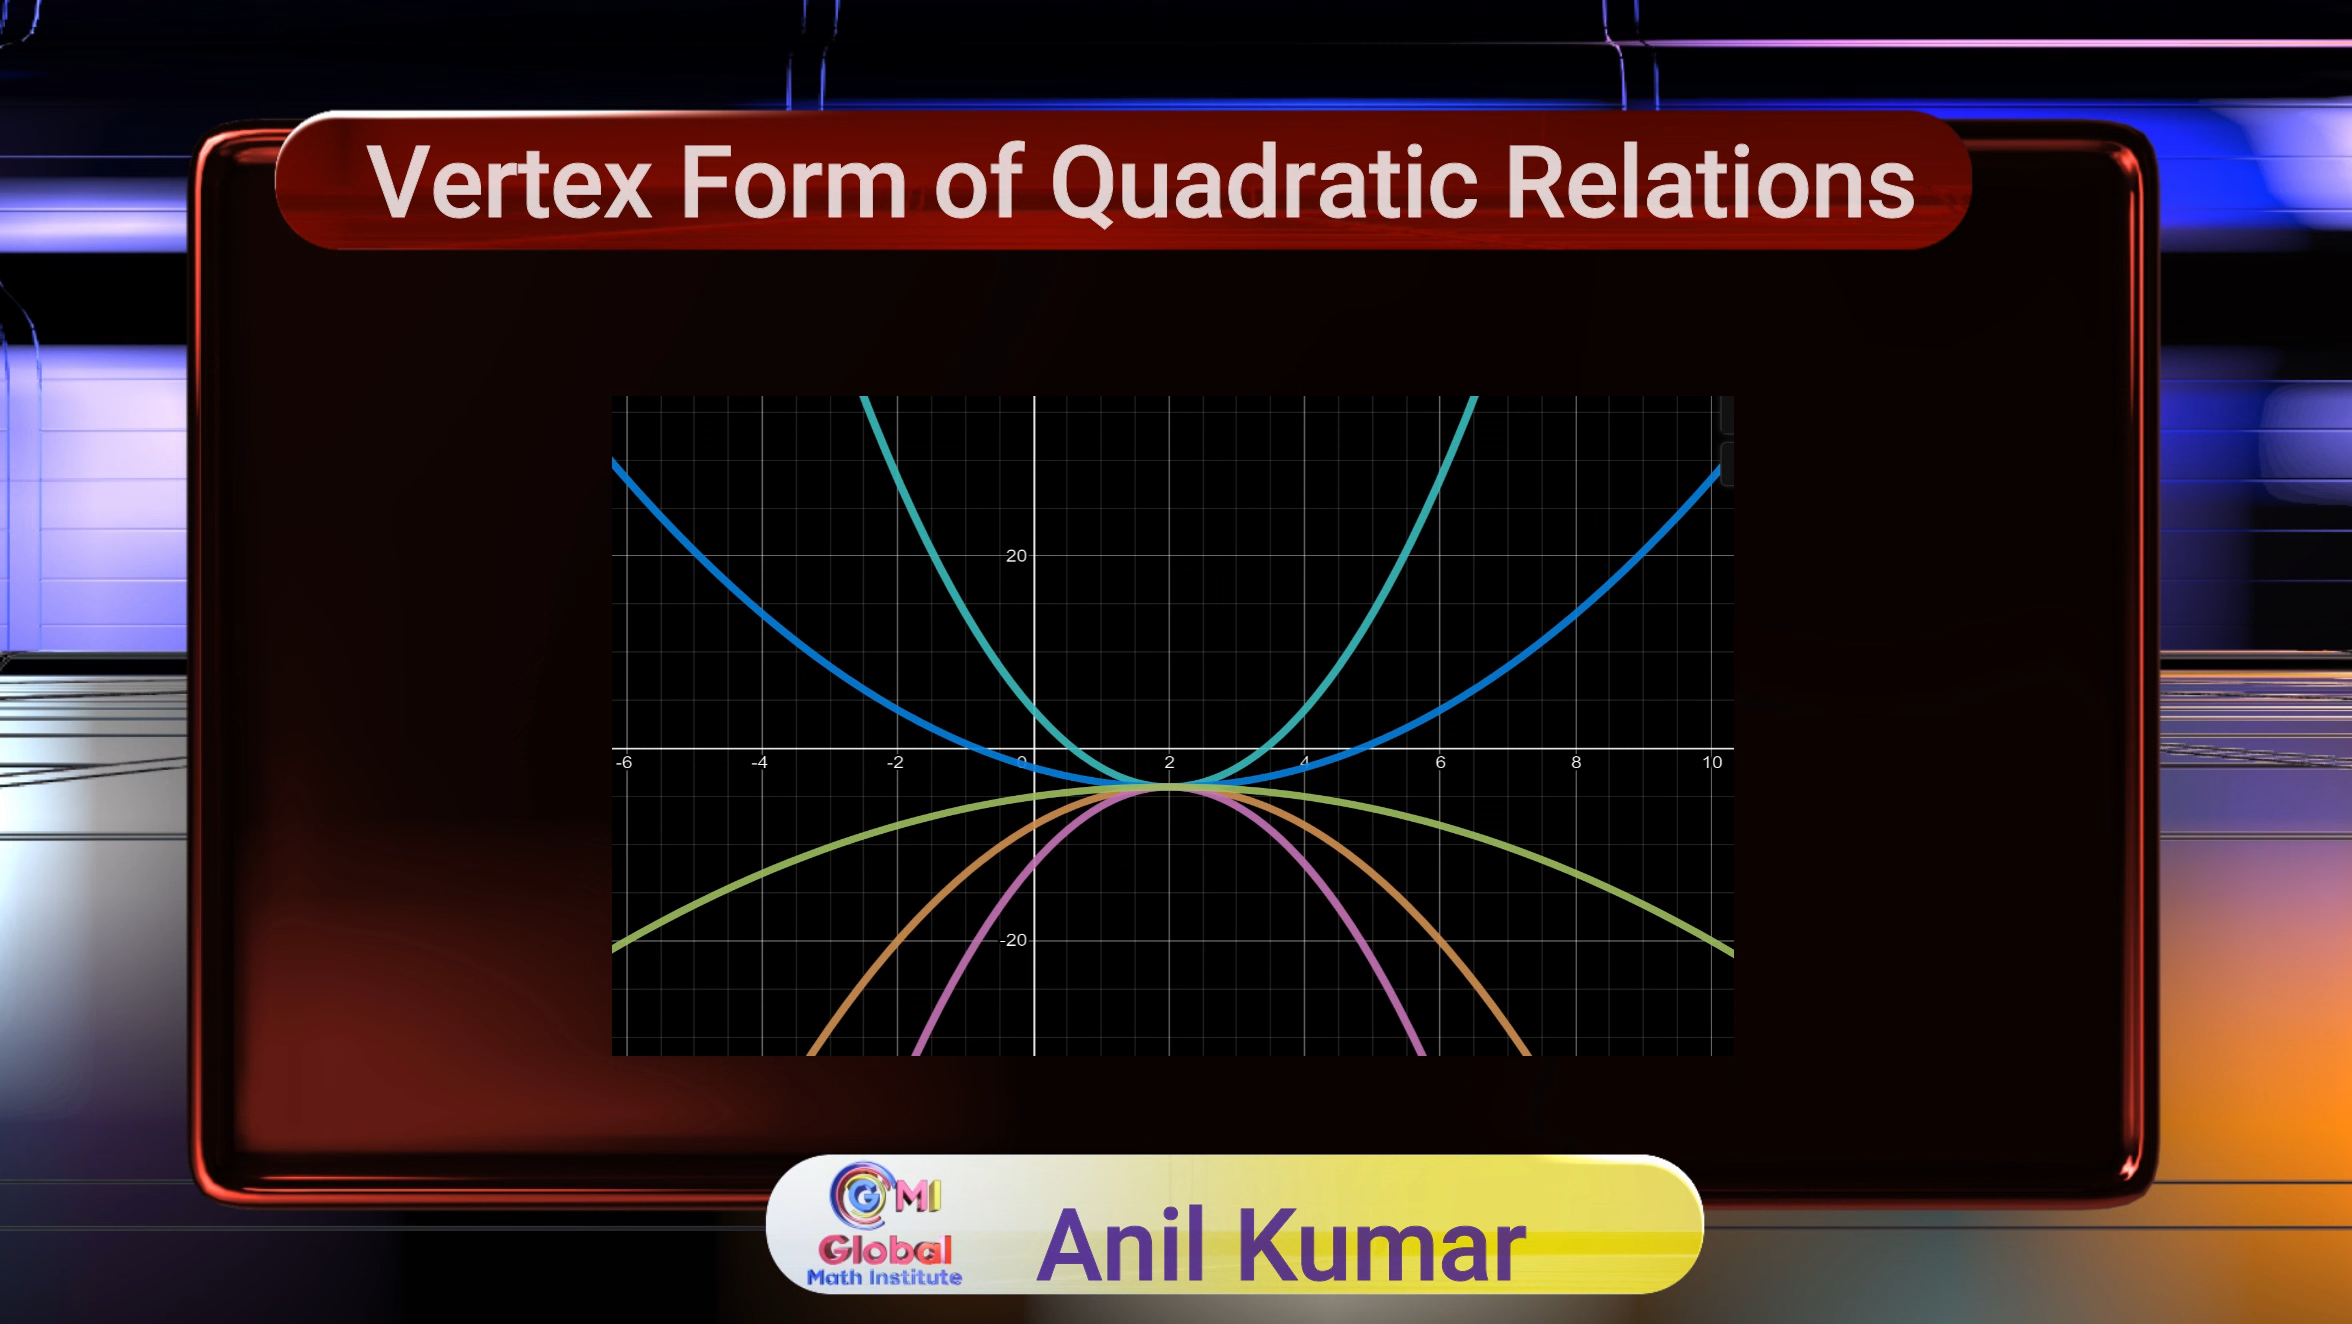 Vertex Form of Quadratic Relations
20
-6 -4 -2 0 2 4 6 8 10
-20
GMI
Global
Math Institute
Anil Kumar